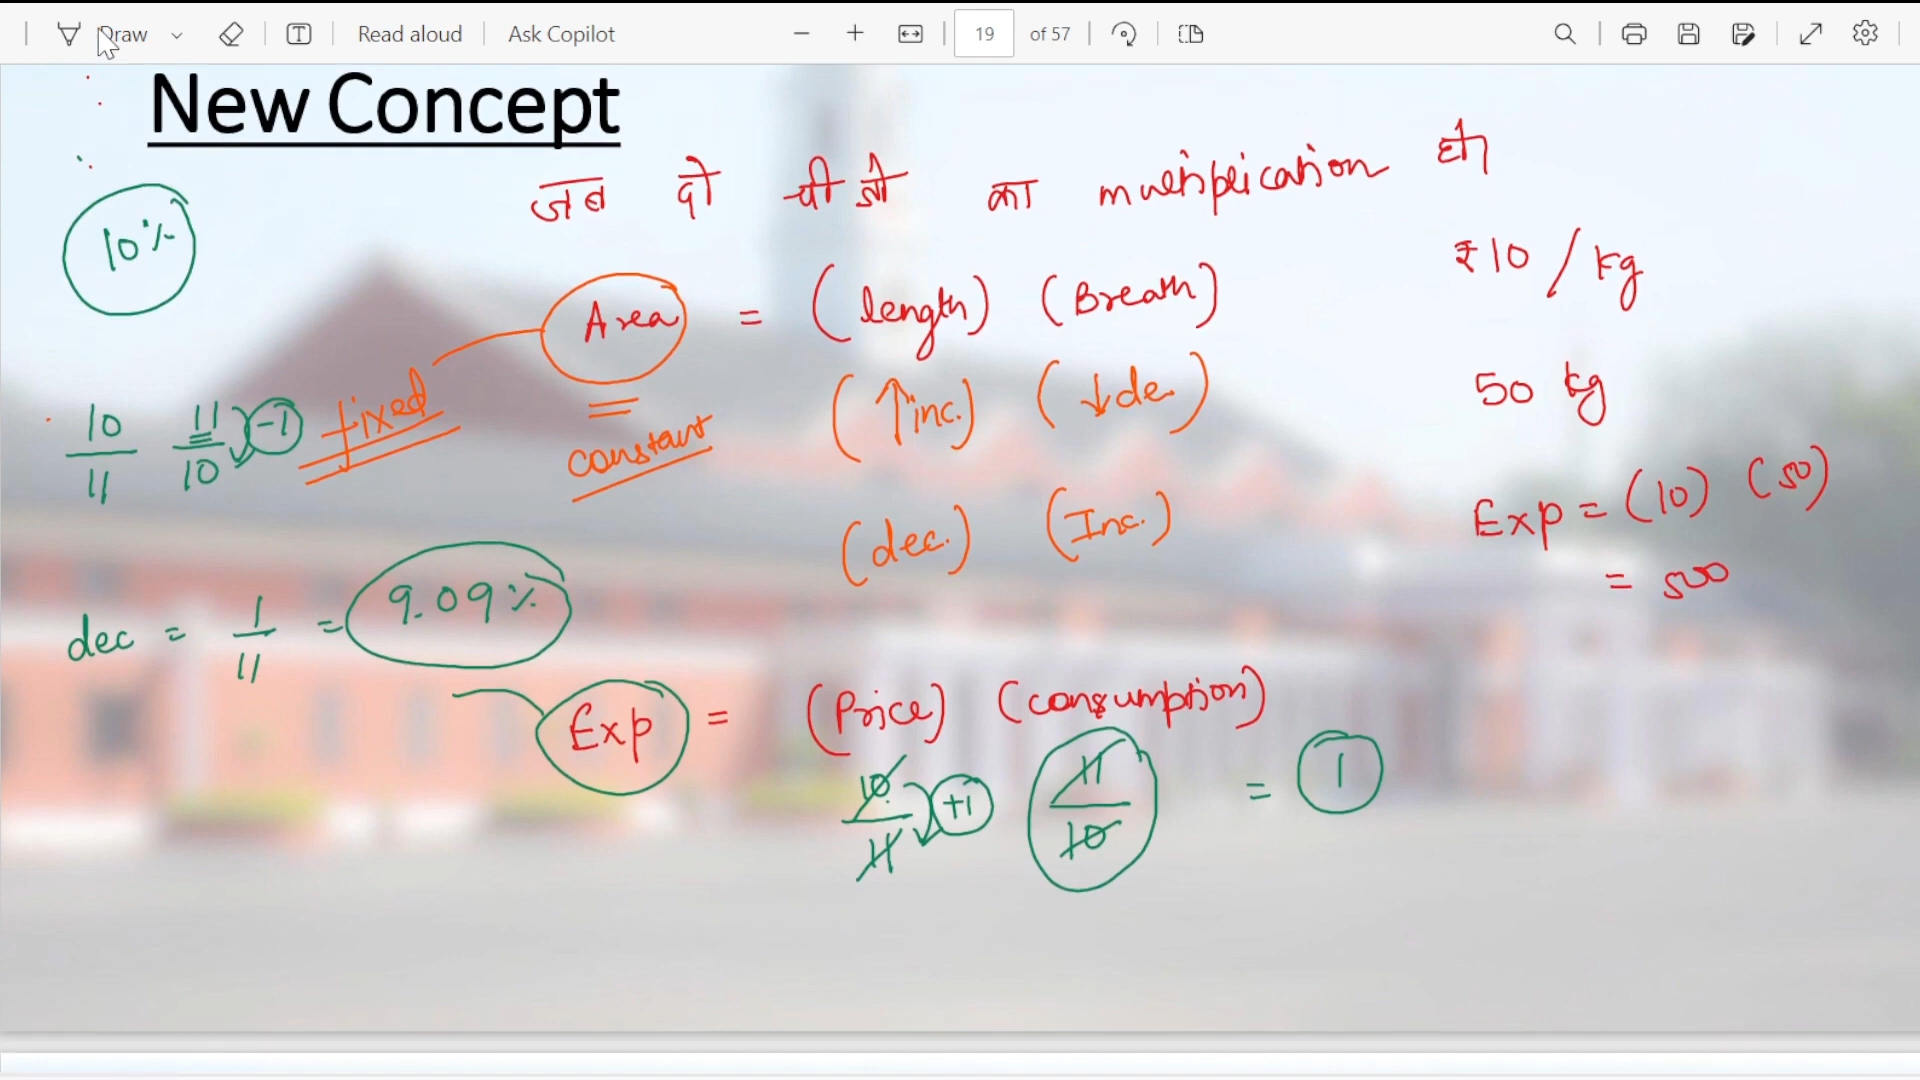 Draw Read aloud Ask Copilot 19 of 57
New Concept
जब दो चीजो का multiplication हो
10%
₹10 / kg
Area = (length) (Breath)
50 kg
fixed = constant
(↑inc.) (↓de.)
10/11 11/10 -1
Exp = (10) (50)
= 500
(dec.) (Inc.)
dec = 1/11 = 9.09%
Exp = (Price) (consumption)
10/11 +1 11/10 = 1